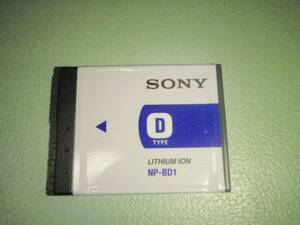 SONY
D
TYPE
LITHIUM ION
NP-BD1